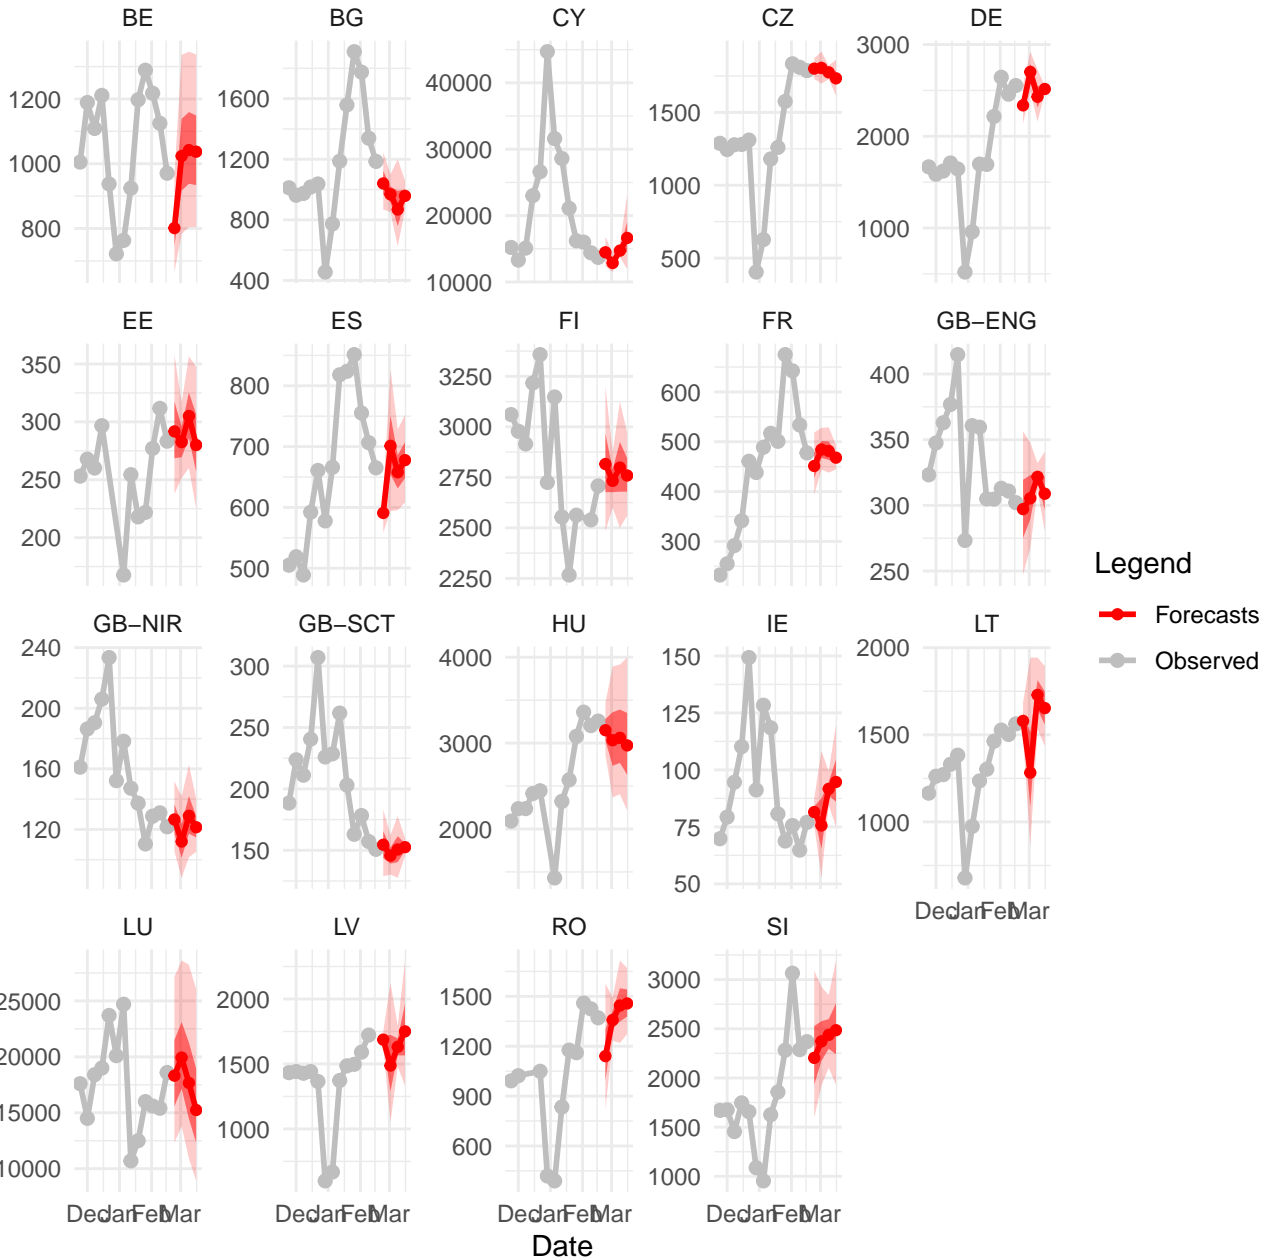 BE
BG
CY
CZ
DE
1200
1000
800
1600
1200
800
400
40000
30000
20000
10000
1500
1000
500
3000
2000
1000
EE
ES
FI
FR
GB−ENG
350
300
250
200
800
700
600
500
3250
3000
2750
2500
2250
600
500
400
300
400
350
300
250
GB−NIR
GB−SCT
HU
IE
LT
240
200
160
120
300
250
200
150
4000
3000
2000
150
125
100
75
50
2000
1500
1000
Dec Jan Feb Mar
LU
LV
RO
SI
25000
20000
15000
10000
2000
1500
1000
1500
1200
900
600
3000
2500
2000
1500
1000
Dec Jan Feb Mar
Dec Jan Feb Mar
Dec Jan Feb Mar
Dec Jan Feb Mar
Date
Legend
Forecasts
Observed